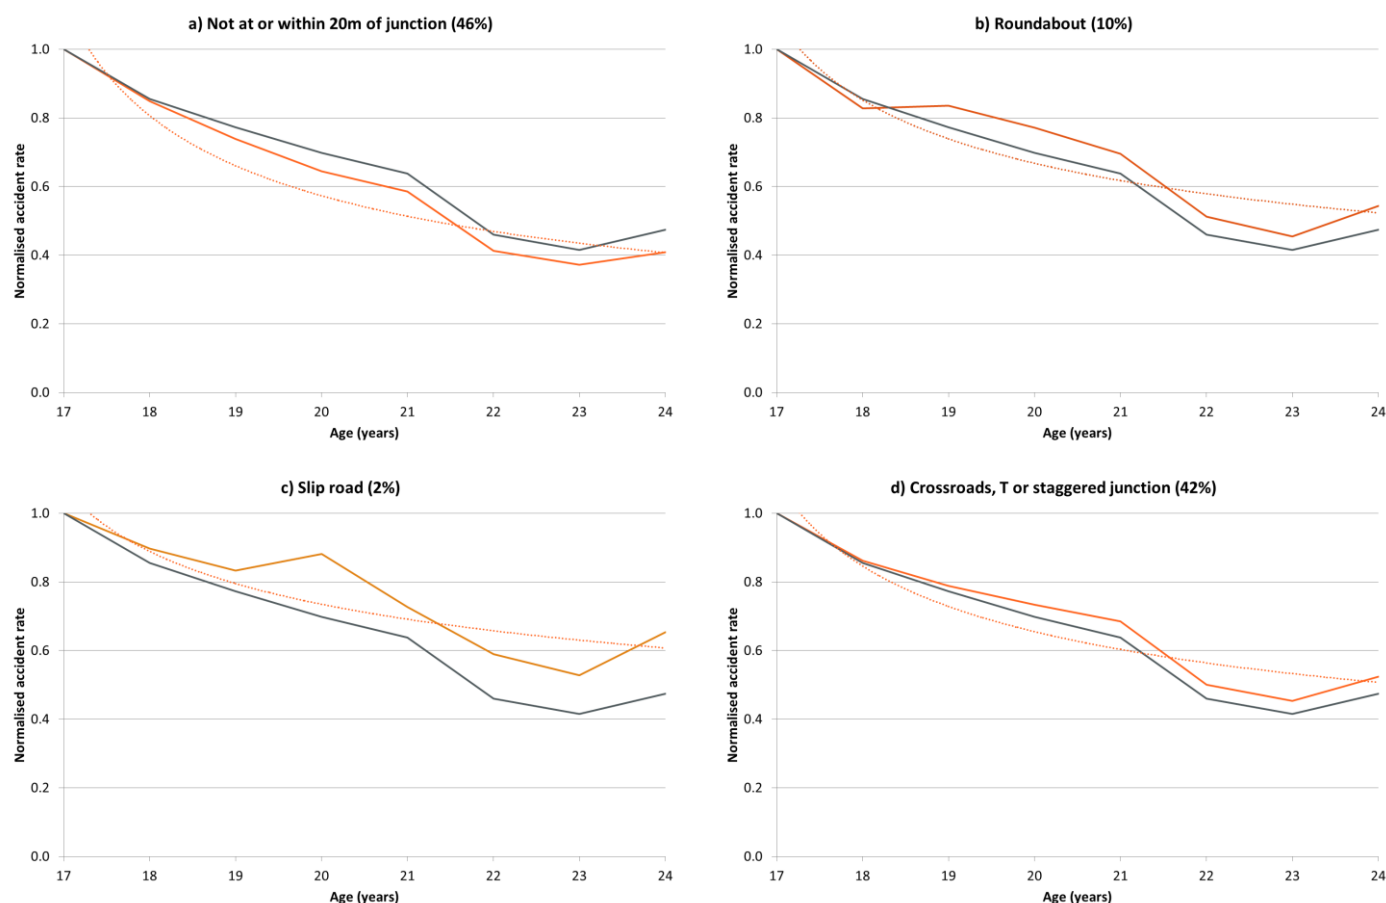 a) Not at or within 20m of junction (46%)
1.0
0.8
0.6
0.4
0.2
0.0
Normalised accident rate
17 18 19 20 21 22 23 24
Age (years)
b) Roundabout (10%)
1.0
0.8
0.6
0.4
0.2
0.0
Normalised accident rate
17 18 19 20 21 22 23 24
Age (years)
c) Slip road (2%)
1.0
0.8
0.6
0.4
0.2
0.0
Normalised accident rate
17 18 19 20 21 22 23 24
Age (years)
d) Crossroads, T or staggered junction (42%)
1.0
0.8
0.6
0.4
0.2
0.0
Normalised accident rate
17 18 19 20 21 22 23 24
Age (years)